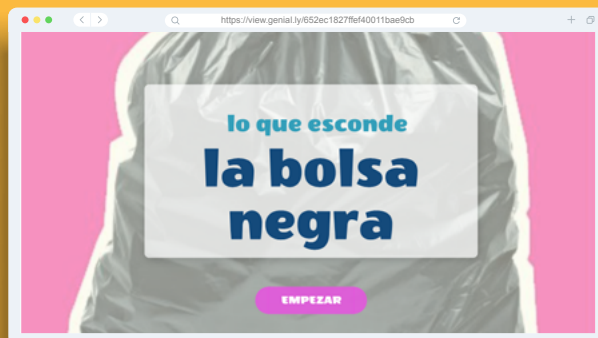 https://view.genial.ly/652ec1827ffef40011bae9cb
lo que esconde
la bolsa
negra
EMPEZAR